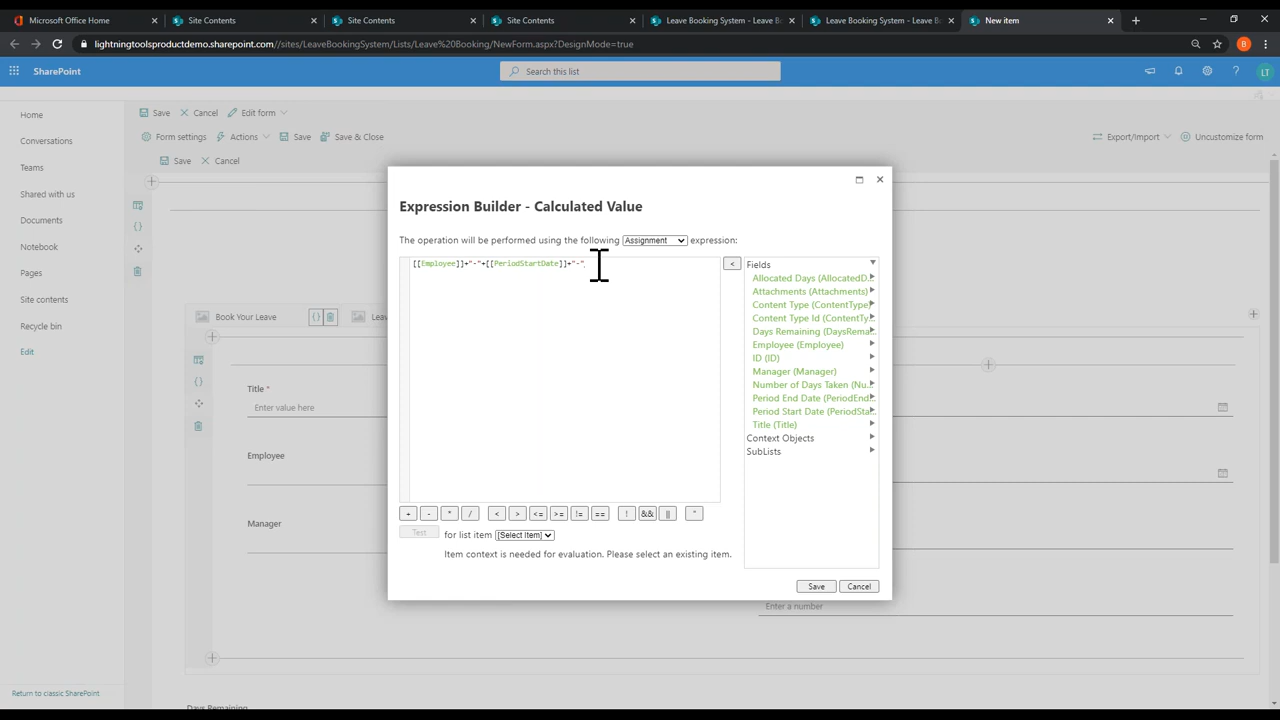 Microsoft Office Home
Site Contents
Site Contents
Site Contents
Leave Booking System - Leave B
Leave Booking System - Leave B
New item
lightningtoolsproductdemo.sharepoint.com//sites/LeaveBookingSystem/Lists/Leave%20Booking/NewForm.aspx?DesignMode=true
B
SharePoint
Search this list
?
LT
Home
Conversations
Teams
Shared with us
Documents
Notebook
Pages
Site contents
Recycle bin
Edit
Return to classic SharePoint
Save
Cancel
Edit form
Form settings
Actions
Save
Save & Close
Export/Import
Uncustomize form
Save
Cancel
Book Your Leave
Leav
Title *
Enter value here
Employee
Manager
Enter a number
Days Remaining
Expression Builder - Calculated Value
The operation will be performed using the following Assignment expression:
[[Employee]]+"-"+[[PeriodStartDate]]+"-"
<
Fields
Allocated Days (AllocatedD...
Attachments (Attachments)
Content Type (ContentType)
Content Type Id (ContentTy...
Days Remaining (DaysRema...
Employee (Employee)
ID (ID)
Manager (Manager)
Number of Days Taken (Nu...
Period End Date (PeriodEnd...
Period Start Date (PeriodSta...
Title (Title)
Context Objects
SubLists
+ - * / < > <= >= != == ! && || "
Test for list item [Select Item]
Item context is needed for evaluation. Please select an existing item.
Save
Cancel